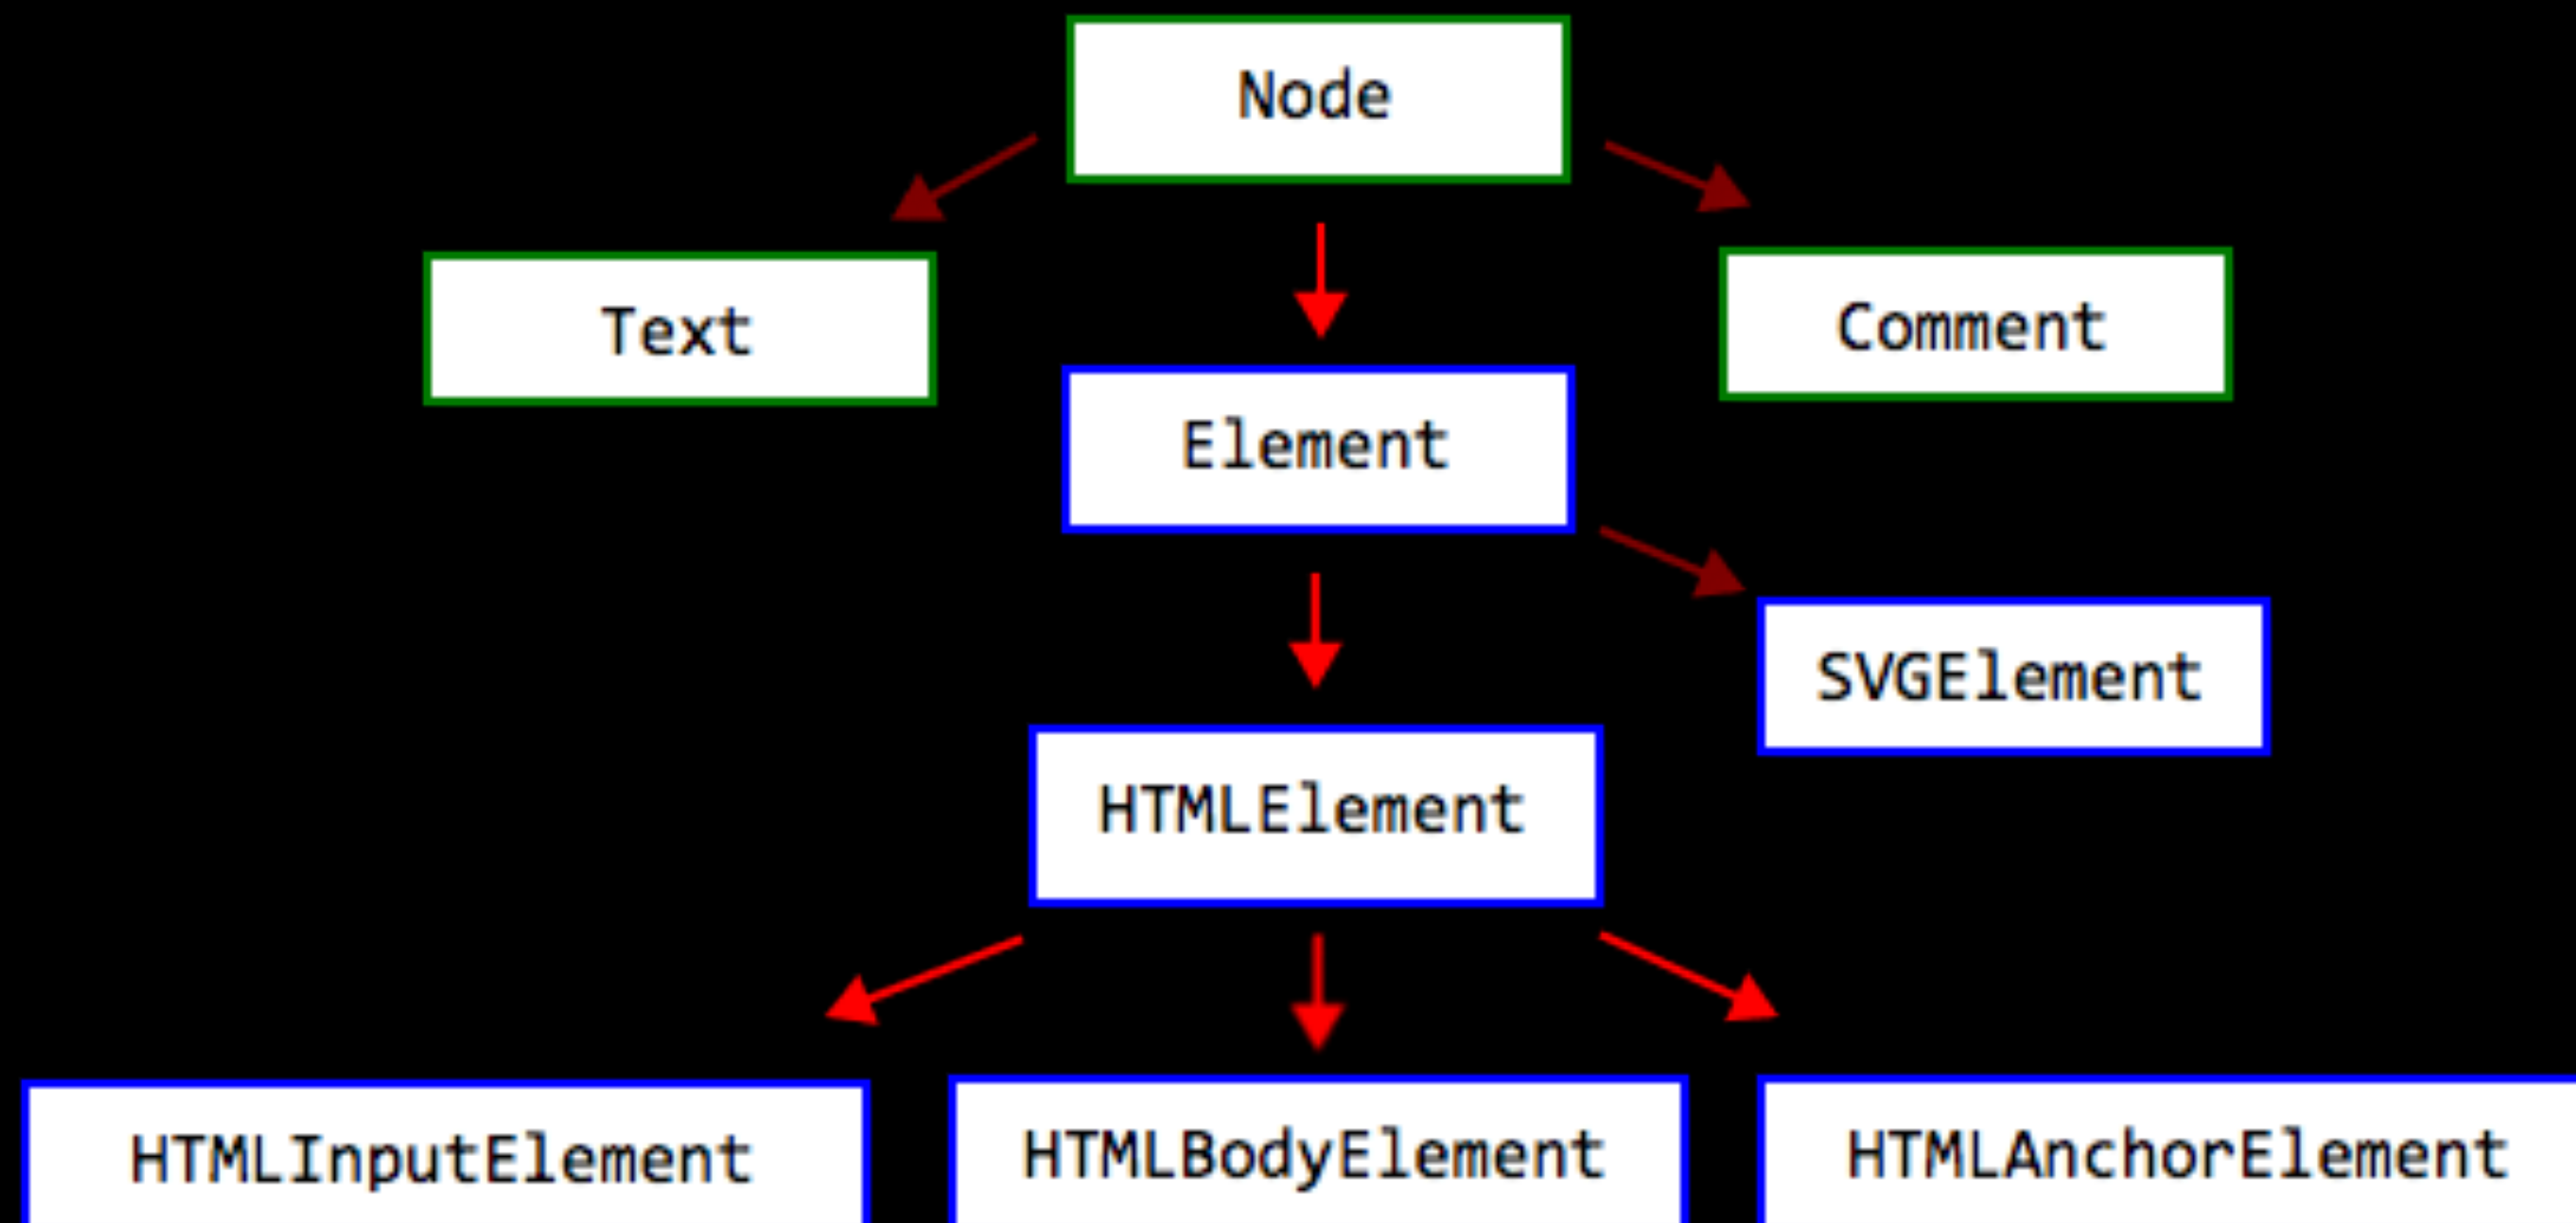 Node
Text
Comment
Element
SVGElement
HTMLElement
HTMLInputElement
HTMLBodyElement
HTMLAnchorElement